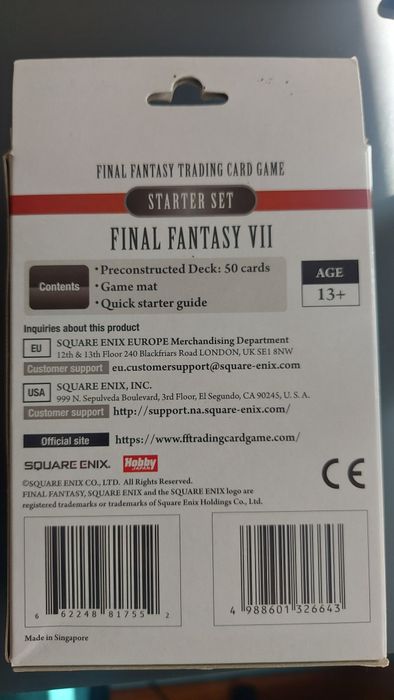 FINAL FANTASY TRADING CARD GAME
STARTER SET
FINAL FANTASY VII
Contents
・Preconstructed Deck: 50 cards
・Game mat
・Quick starter guide
AGE
13+
Inquiries about this product
EU SQUARE ENIX EUROPE Merchandising Department
12th & 13th Floor 240 Blackfriars Road LONDON, UK SE1 8NW
Customer support eu.customersupport@square-enix.com
USA SQUARE ENIX, INC.
999 N. Sepulveda Boulevard, 3rd Floor, El Segundo, CA 90245, U. S. A.
Customer support http://support.na.square-enix.com/
Official site https://www.fftradingcardgame.com/
SQUARE ENIX. Hobby JAPAN CE
©SQUARE ENIX CO., LTD. All Rights Reserved.
FINAL FANTASY, SQUARE ENIX and the SQUARE ENIX logo are
registered trademarks or trademarks of Square Enix Holdings Co., Ltd.
6 62248 81755 2
4 988601 326643
Made in Singapore